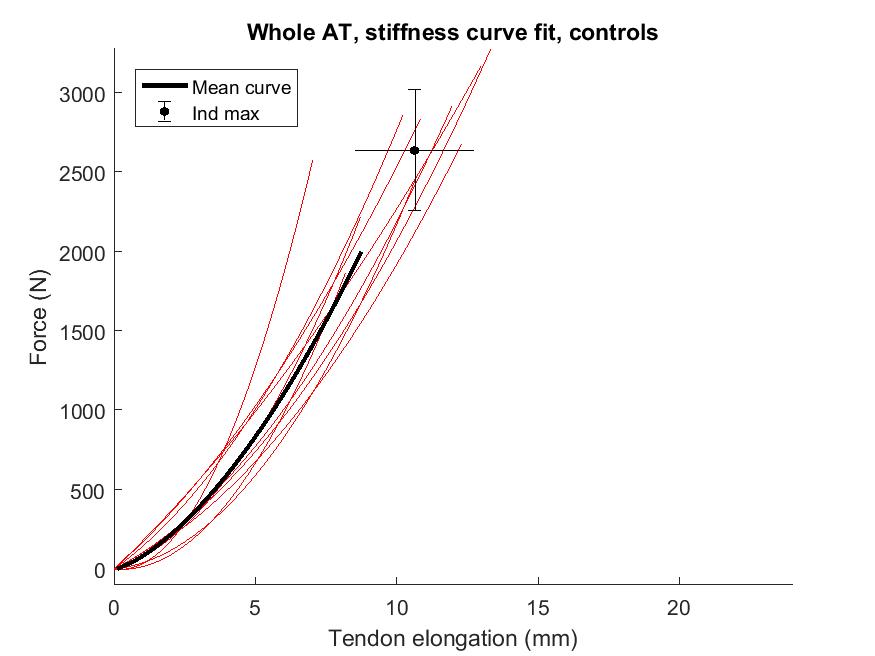 Whole AT, stiffness curve fit, controls
Mean curve
Ind max
3000
2500
2000
1500
1000
500
0
Force (N)
0 5 10 15 20
Tendon elongation (mm)